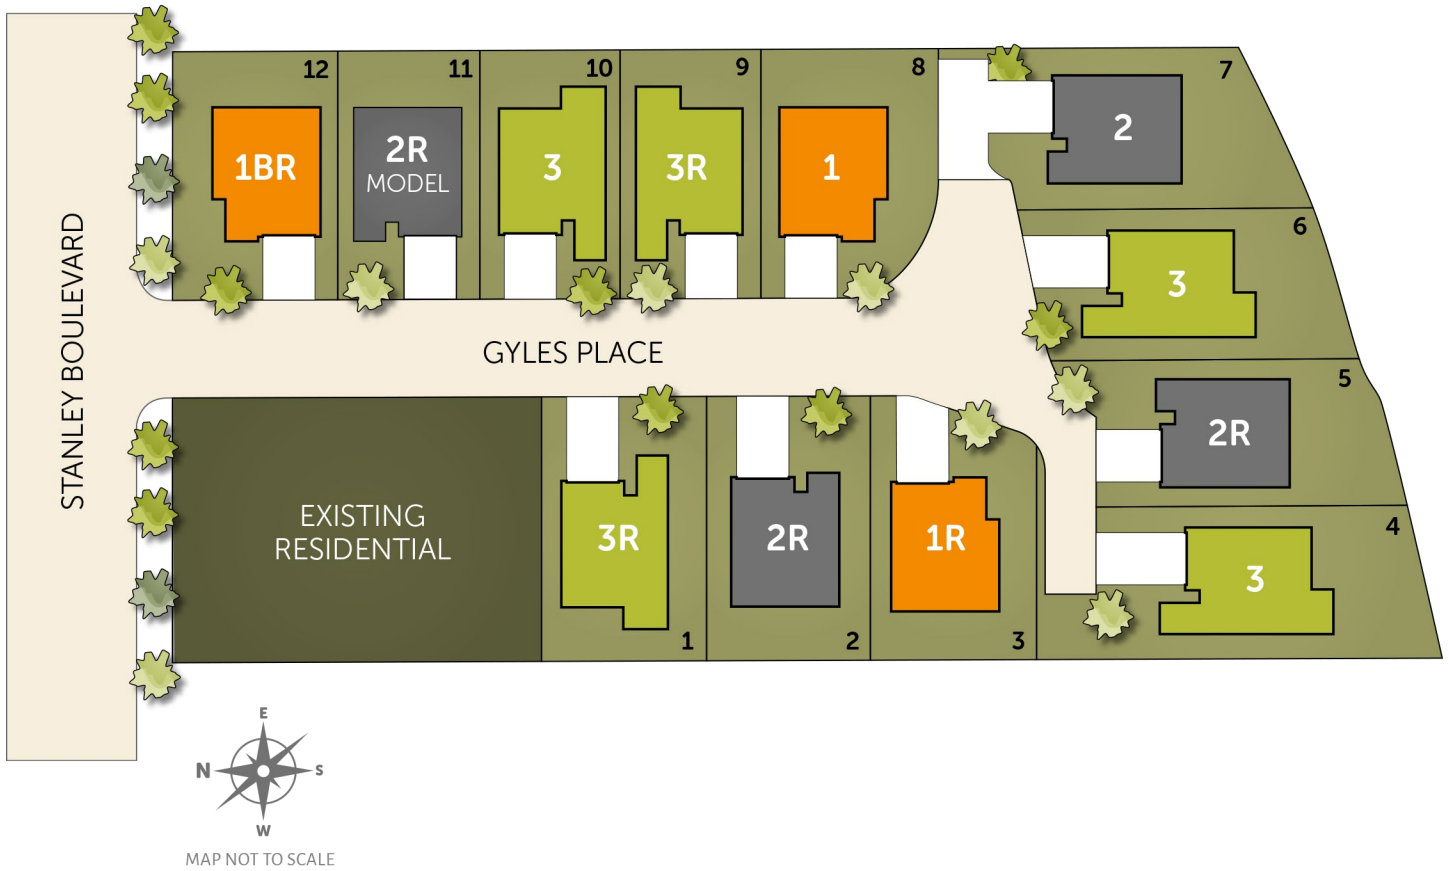 12
11
10
9
8
7
1BR
2R
MODEL
3
3R
1
2
6
3
STANLEY BOULEVARD
GYLES PLACE
5
2R
EXISTING
RESIDENTIAL
3R
2R
1R
4
3
1
2
3
E
N
S
W
MAP NOT TO SCALE